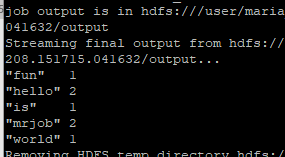 job output is in hdfs:///user/maria
041632/output
Streaming final output from hdfs://
208.151715.041632/output...
"fun" 1
"hello" 2
"is" 1
"mrjob" 2
"world" 1
Removing HDFS temp directory hdfs:/